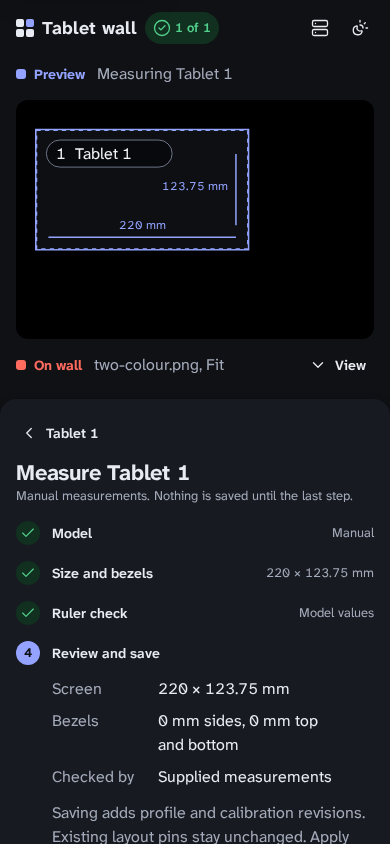 Tablet wall
1 of 1
Preview Measuring Tablet 1
1 Tablet 1
123.75 mm
220 mm
On wall two-colour.png, Fit
View
Tablet 1
Measure Tablet 1
Manual measurements. Nothing is saved until the last step.
Model Manual
Size and bezels 220 × 123.75 mm
Ruler check Model values
4 Review and save
Screen 220 × 123.75 mm
Bezels 0 mm sides, 0 mm top
and bottom
Checked by Supplied measurements
Saving adds profile and calibration revisions.
Existing layout pins stay unchanged. Apply